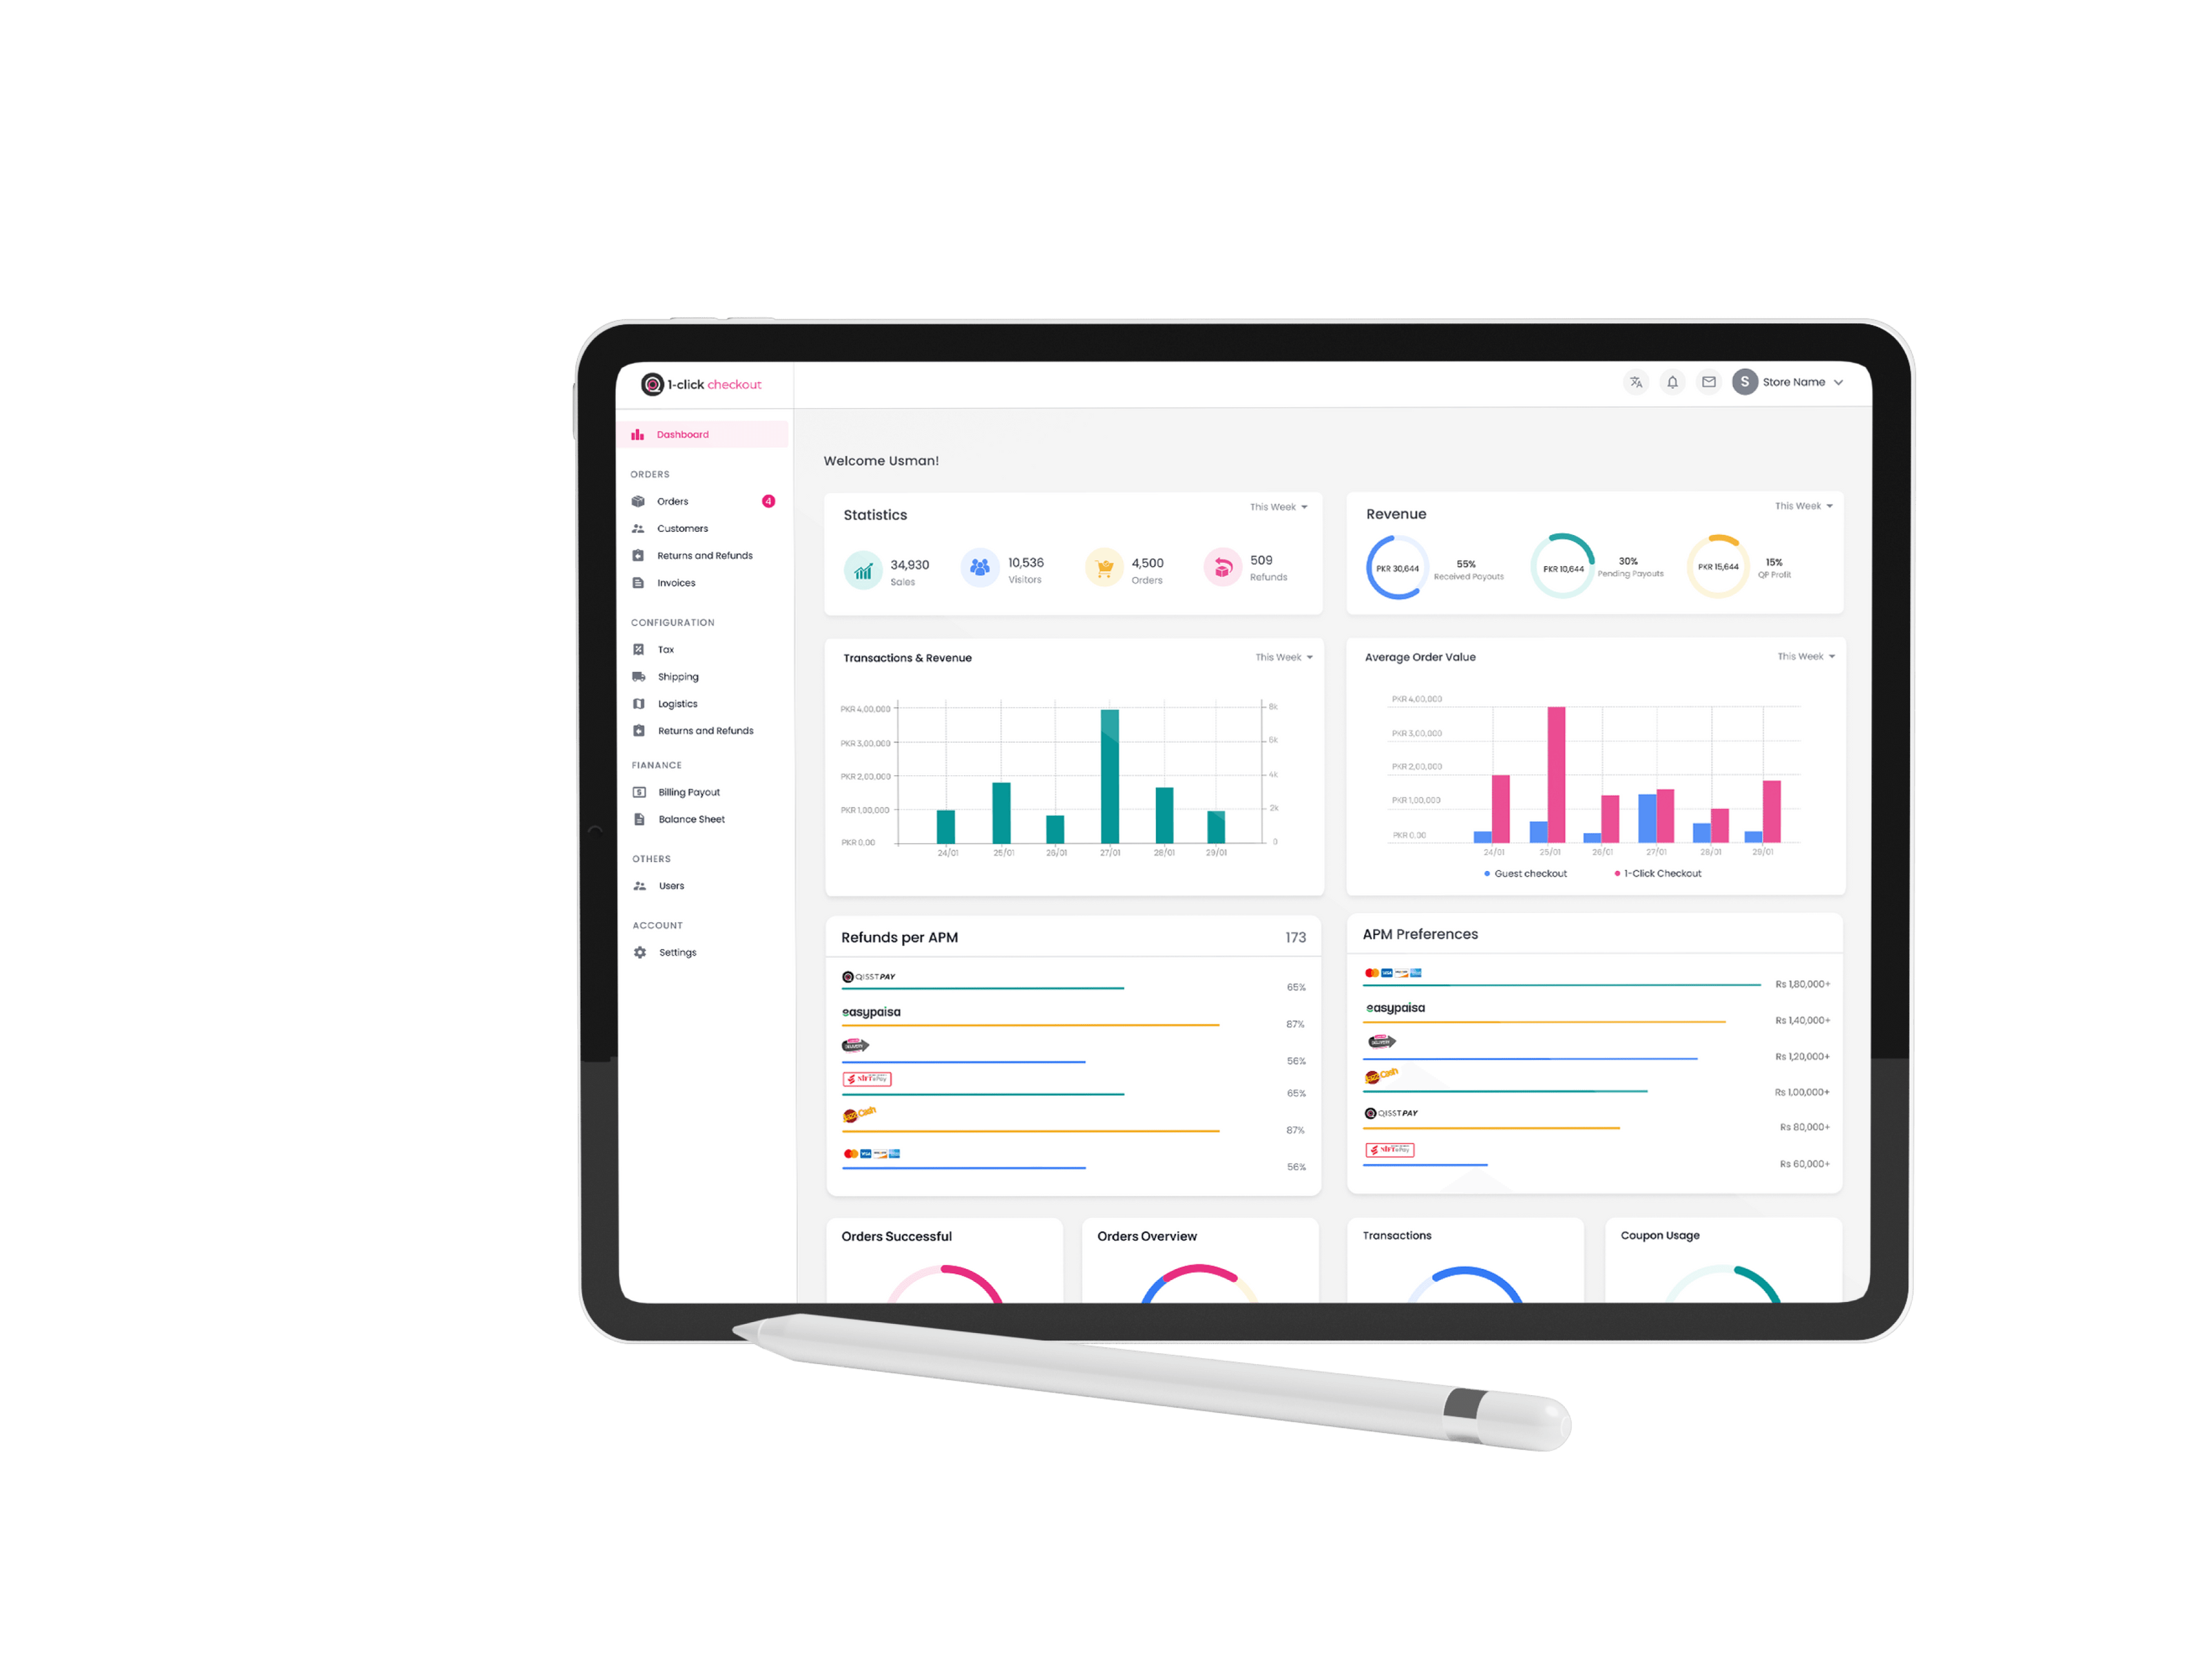 1-click checkout
S Store Name
Dashboard
ORDERS
Orders 4
Customers
Returns and Refunds
Invoices
CONFIGURATION
Tax
Shipping
Logistics
Returns and Refunds
FIANANCE
Billing Payout
Balance Sheet
OTHERS
Users
ACCOUNT
Settings
Welcome Usman!
Statistics
This Week
34,930
Sales
10,536
Visitors
4,500
Orders
509
Refunds
Revenue
This Week
PKR 30,644
55%
Received Payouts
PKR 10,644
30%
Pending Payouts
PKR 15,644
15%
QP Profit
Transactions & Revenue
This Week
PKR 4,00,000
PKR 3,00,000
PKR 2,00,000
PKR 1,00,000
PKR 0,00
8k
6k
4k
2k
0
24/01 25/01 26/01 27/01 28/01 29/01
Average Order Value
This Week
PKR 4,00,000
PKR 3,00,000
PKR 2,00,000
PKR 1,00,000
PKR 0,00
24/01 25/01 26/01 27/01 28/01 29/01
Guest checkout 1-Click Checkout
Refunds per APM 173
QISSTPAY
65%
easypaisa
87%
56%
65%
Cash
87%
VISA
56%
APM Preferences
VISA
Rs 1,80,000+
easypaisa
Rs 1,40,000+
Rs 1,20,000+
Cash
Rs 1,00,000+
QISSTPAY
Rs 80,000+
Rs 60,000+
Orders Successful
Orders Overview
Transactions
Coupon Usage